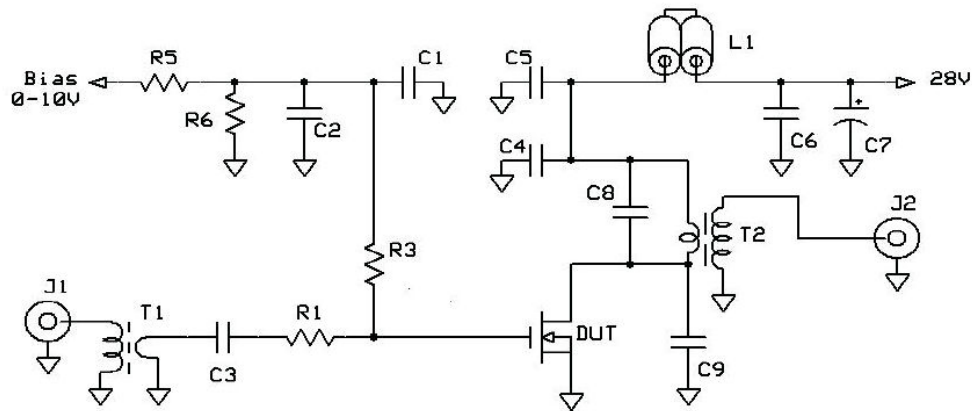 R5
C1
C5
L1
Bias
0-10V
28V
R6
C2
C6
C7
+
C4
C8
J2
T2
R3
J1
T1
R1
DUT
C3
C9